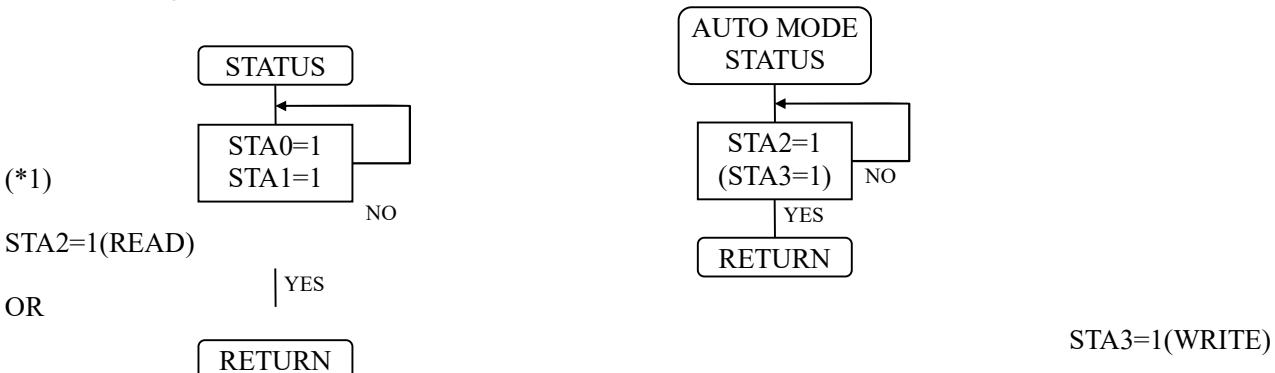 AUTO MODE
STATUS
STATUS
STA0=1
STA1=1
NO
STA2=1
(STA3=1)
NO
(*1)
YES
STA2=1(READ)
RETURN
YES
OR
STA3=1(WRITE)
RETURN